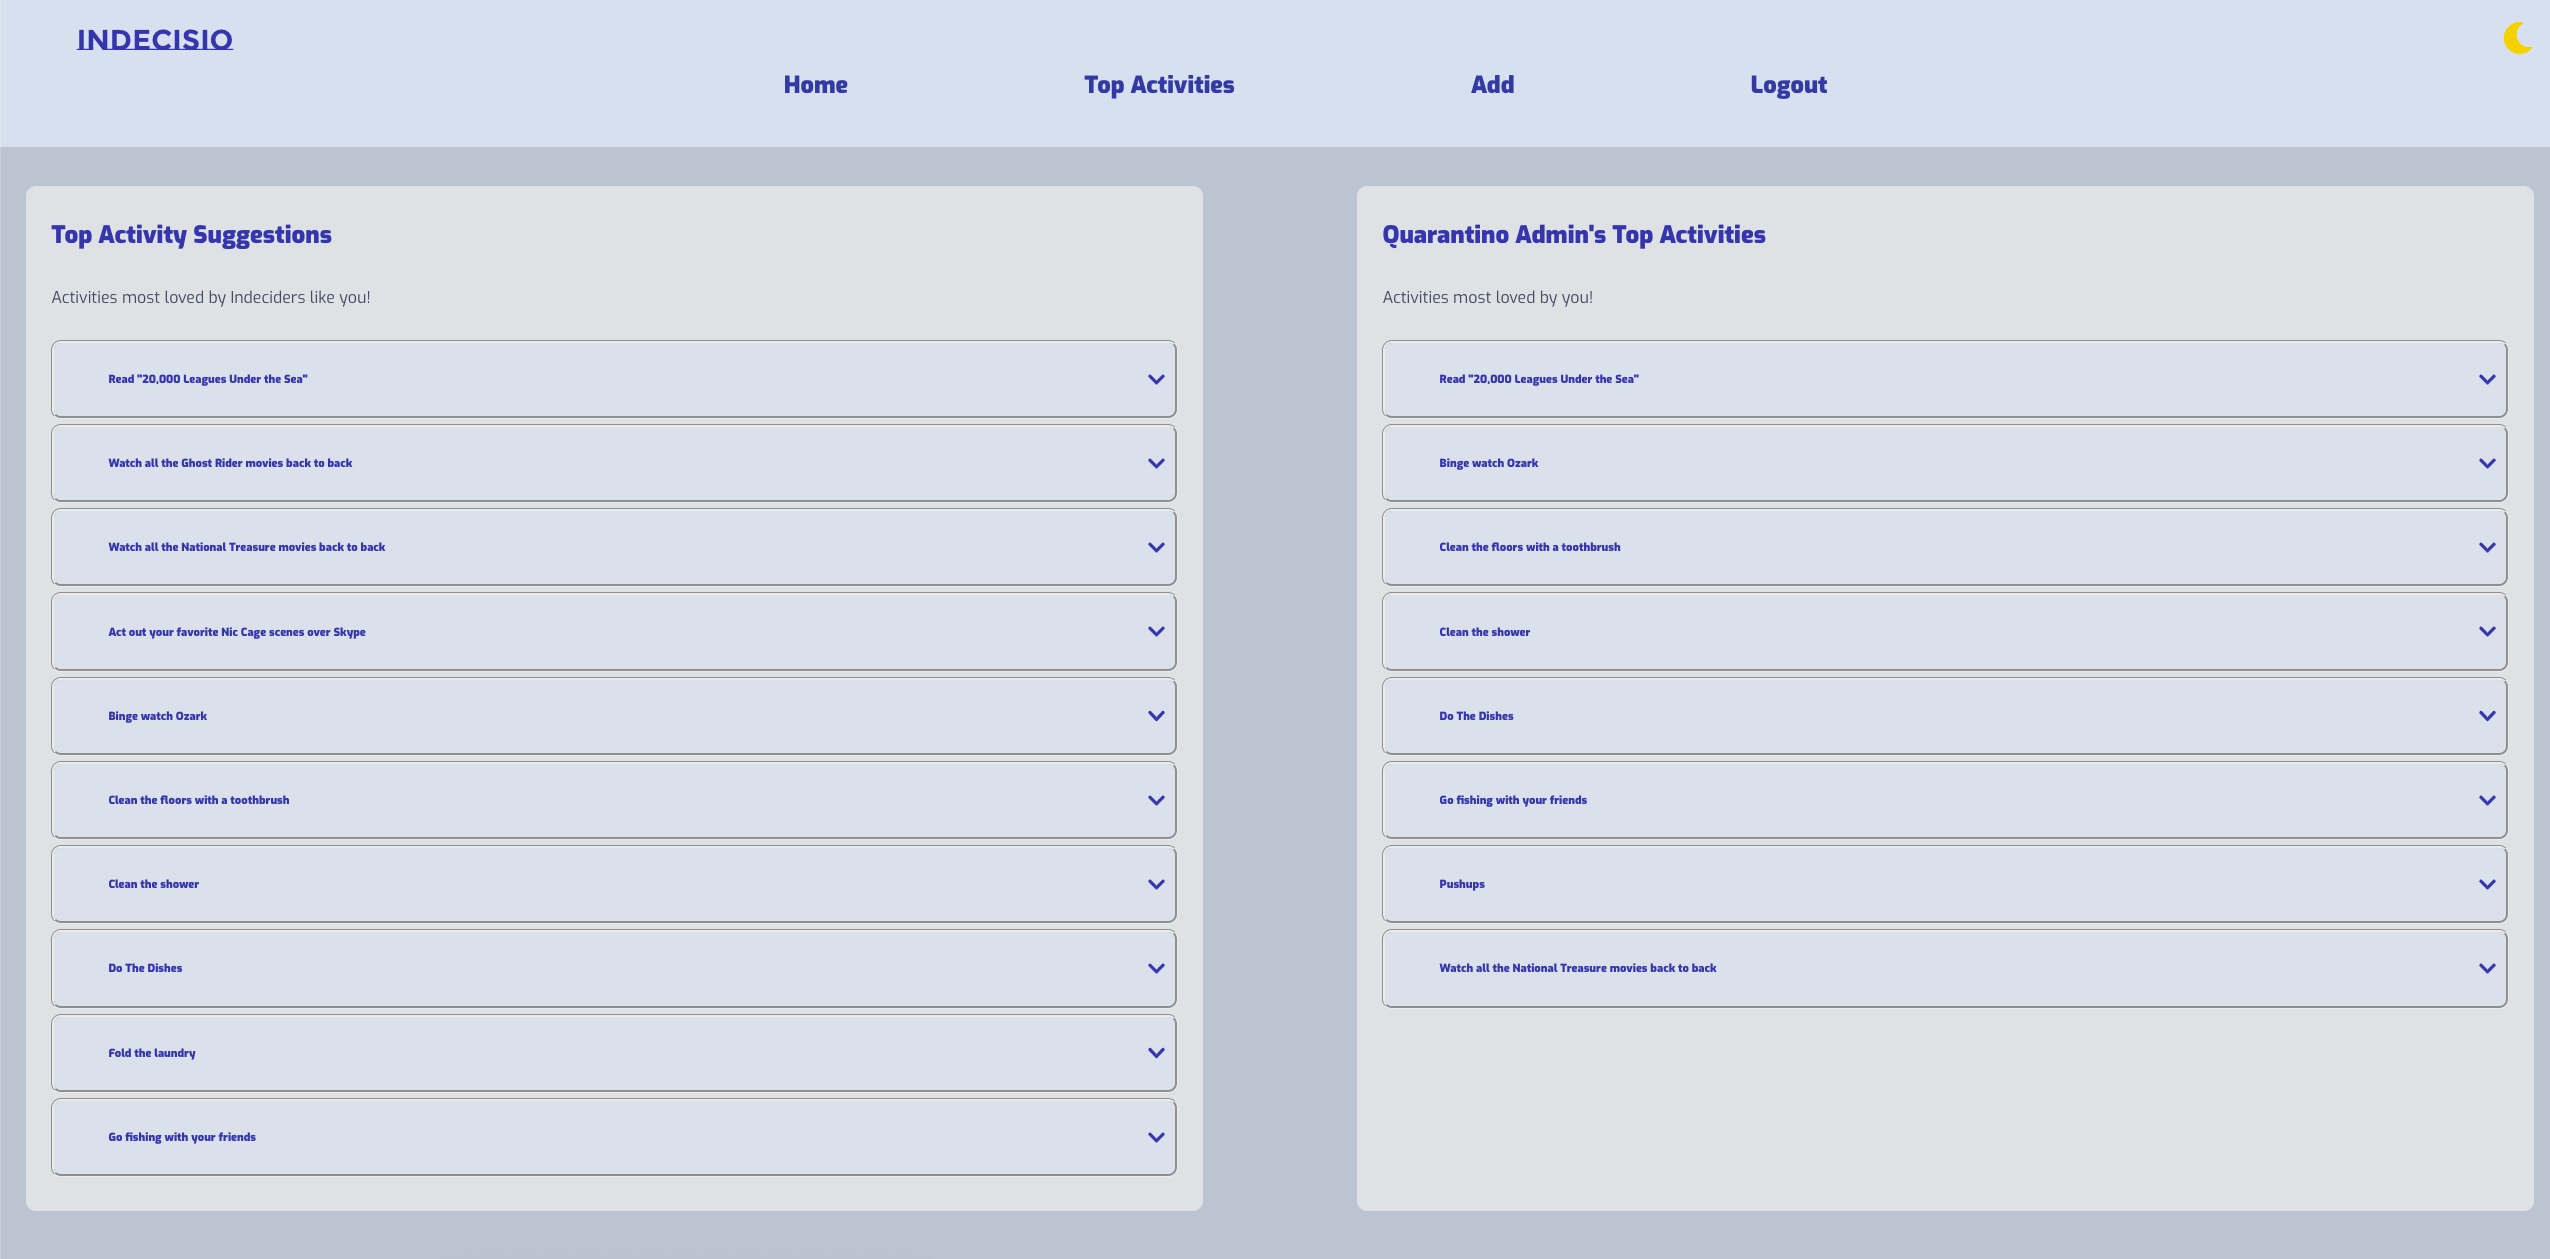 INDECISIO
Home
Top Activities
Add
Logout
Top Activity Suggestions
Activities most loved by Indeciders like you!
Read "20,000 Leagues Under the Sea"
Watch all the Ghost Rider movies back to back
Watch all the National Treasure movies back to back
Act out your favorite Nic Cage scenes over Skype
Binge watch Ozark
Clean the floors with a toothbrush
Clean the shower
Do The Dishes
Fold the laundry
Go fishing with your friends
Quarantino Admin's Top Activities
Activities most loved by you!
Read "20,000 Leagues Under the Sea"
Binge watch Ozark
Clean the floors with a toothbrush
Clean the shower
Do The Dishes
Go fishing with your friends
Pushups
Watch all the National Treasure movies back to back